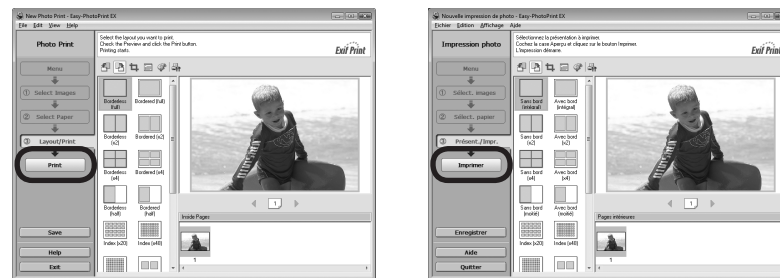 New Photo Print - Easy-PhotoPrint EX
File Edit View Help
Photo Print
Select the layout you want to print.
Check the Preview and click the Print button.
Printing starts.
Exif Print
Menu
1 Select Images
2 Select Paper
3 Layout/Print
Print
Save
Help
Exit
Borderless (full)
Bordered (full)
Borderless (x2)
Bordered (x2)
Borderless (x4)
Bordered (x4)
Borderless (half)
Bordered (half)
Index (x20)
Index (x48)
1
Inside Pages
1
Nouvelle impression de photo - Easy-PhotoPrint EX
Fichier Edition Affichage Aide
Impression photo
Sélectionnez la présentation à imprimer.
Cochez la case Aperçu et cliquez sur le bouton Imprimer.
L'impression démarre.
Exif Print
Menu
1 Sélect. images
2 Sélect. papier
3 Présent./Impr.
Imprimer
Enregistrer
Aide
Quitter
Sans bord (intégral)
Avec bord (intégral)
Sans bord (x2)
Avec bord (x2)
Sans bord (x4)
Avec bord (x4)
Sans bord (moitié)
Avec bord (moitié)
Index (x20)
Index (x48)
1
Pages intérieures
1